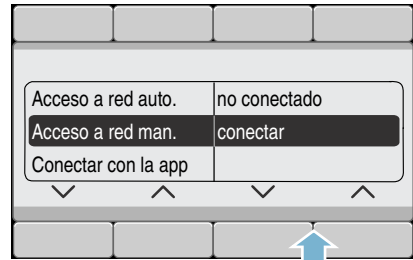 Acceso a red auto. no conectado
Acceso a red man. conectar
Conectar con la app